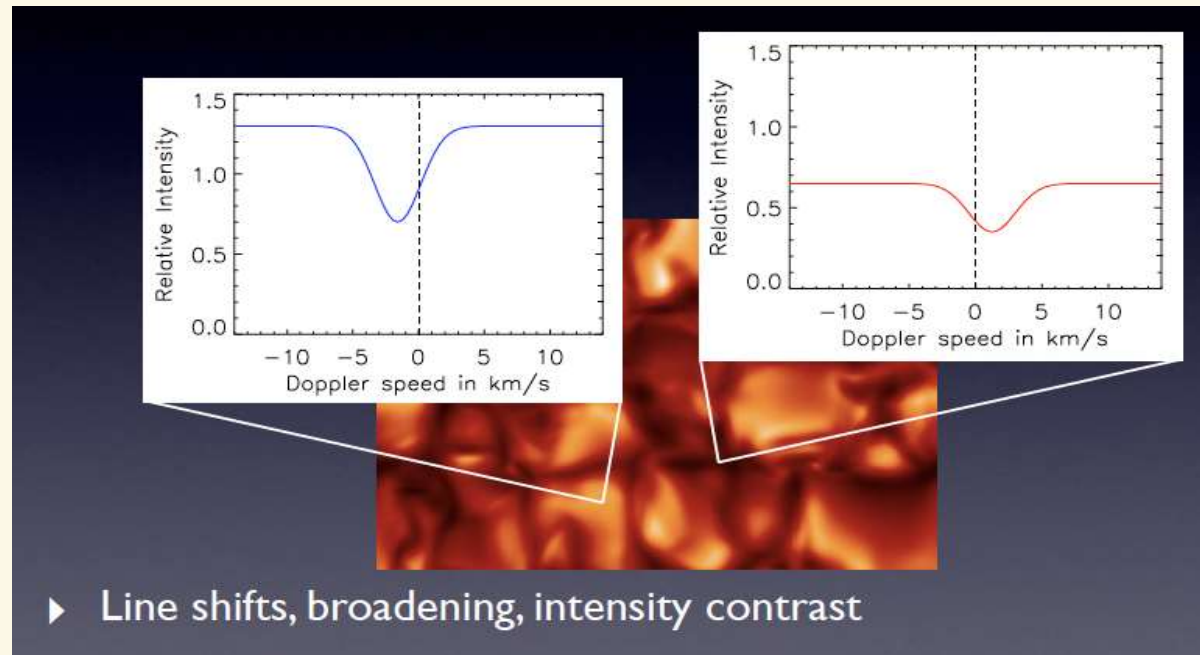 1.5
1.0
0.5
0.0
Relative Intensity
−10 −5 0 5 10
Doppler speed in km/s
1.5
1.0
0.5
0.0
Relative Intensity
−10 −5 0 5 10
Doppler speed in km/s
▸ Line shifts, broadening, intensity contrast